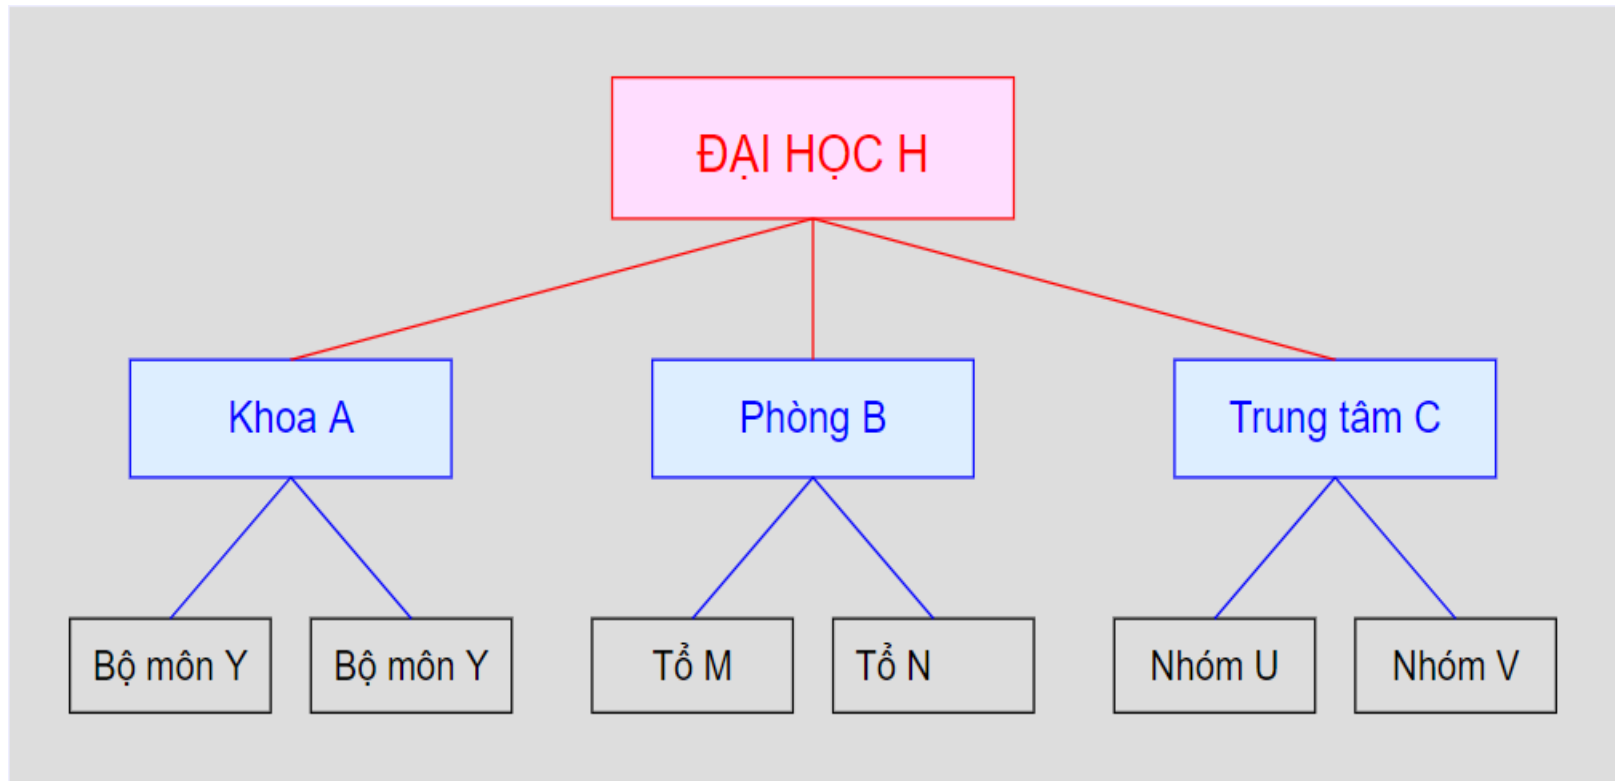 ĐẠI HỌC H
Khoa A
Phòng B
Trung tâm C
Bộ môn Y
Bộ môn Y
Tổ M
Tổ N
Nhóm U
Nhóm V